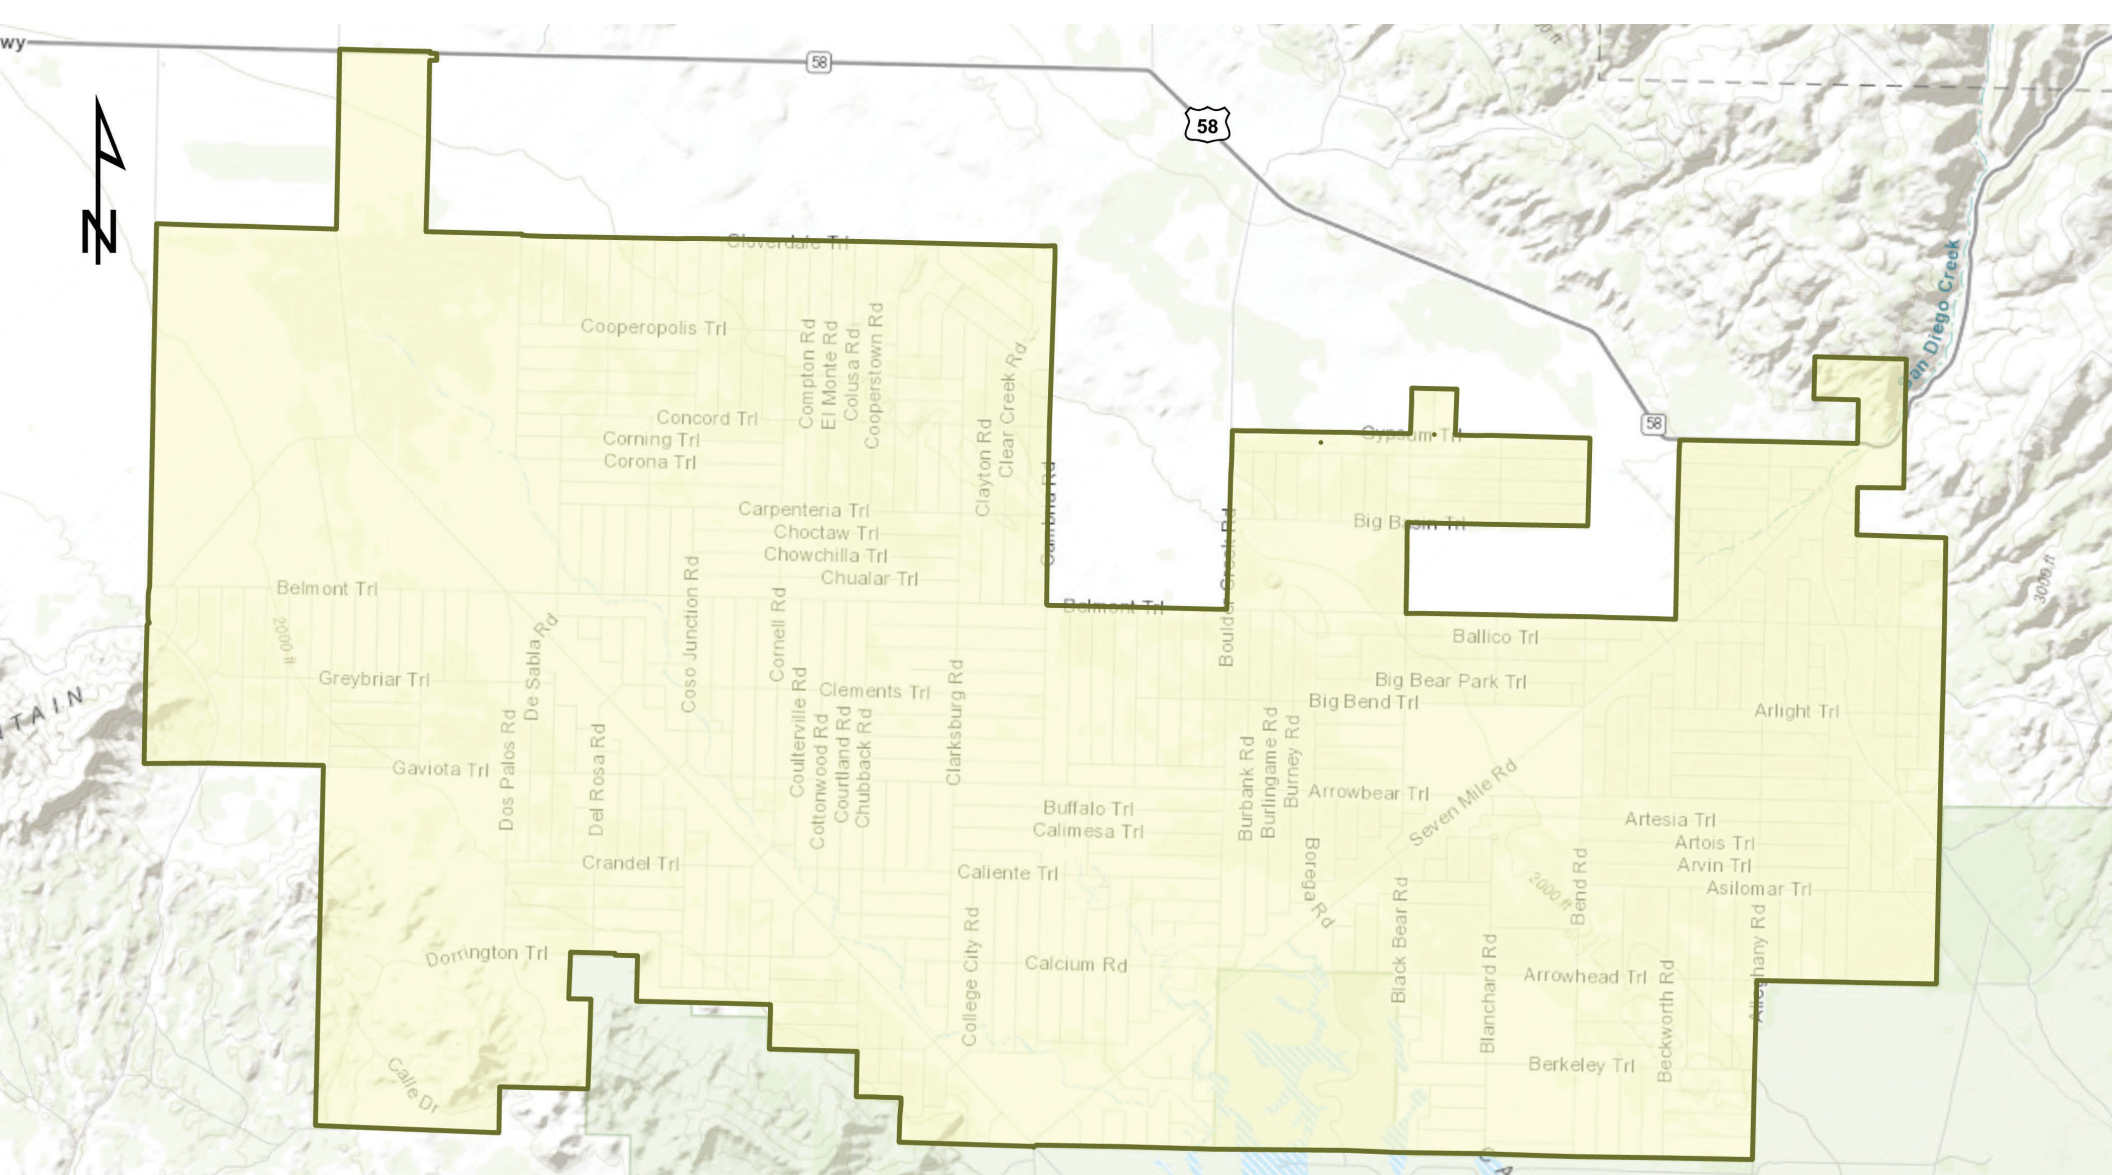 wy
58
58
N
Cloverdale Trl
San Diego Creek
Cooperopolis Trl
Compton Rd
El Monte Rd
Colusa Rd
Cooperstown Rd
Clear Creek Rd
Concord Trl
Clayton Rd
58
Gypsum Trl
Corning Trl
Corona Trl
Cambria Rd
Carpenteria Trl
Big Basin Trl
Choctaw Trl
Chowchilla Trl
Chualar Trl
Boulder Creek Rd
3000 ft
Belmont Trl
Belmont Trl
Coso Junction Rd
Cornell Rd
2000 ft
De Sabla Rd
Ballico Trl
Greybriar Trl
Clements Trl
Big Bear Park Trl
Big Bend Trl
Arlight Trl
TAIN
Clarksburg Rd
Coulterville Rd
Cottonwood Rd
Courtland Rd
Chubback Rd
Dos Palos Rd
Del Rosa Rd
Gaviota Trl
Burbank Rd
Burlingame Rd
Burney Rd
Arrowbear Trl
Seven Mile Rd
Buffalo Trl
Calimesa Trl
Artesia Trl
Artois Trl
Arvin Trl
Asilomar Trl
Crandel Trl
Caliente Trl
Borega Rd
2000 ft
Bend Rd
Black Bear Rd
Dorrington Trl
College City Rd
Calcium Rd
Blanchard Rd
Arrowhead Trl
Beckworth Rd
Alleghany Rd
Calle Dr
Berkeley Trl
C A